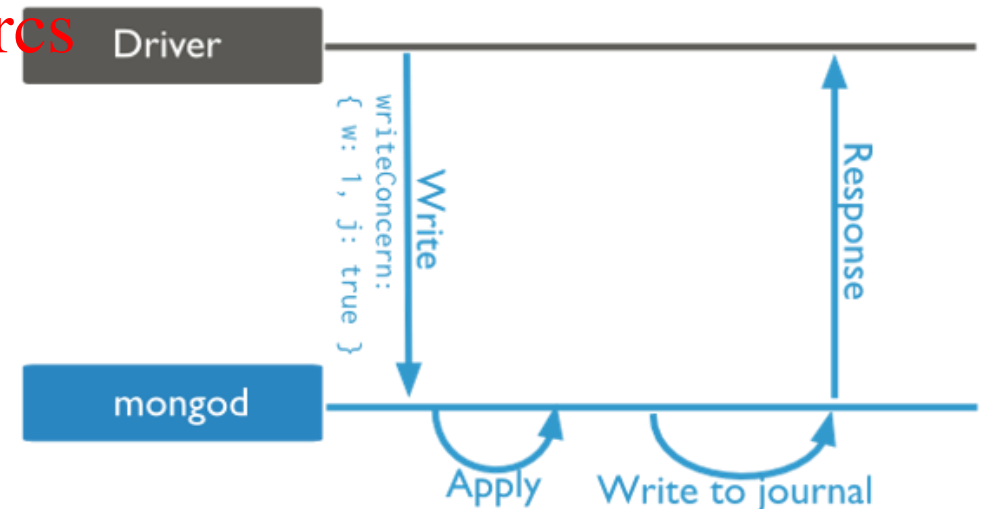 rcs
Driver
Write
writeConcern:
{ w: 1, j: true }
Response
mongod
Apply
Write to journal